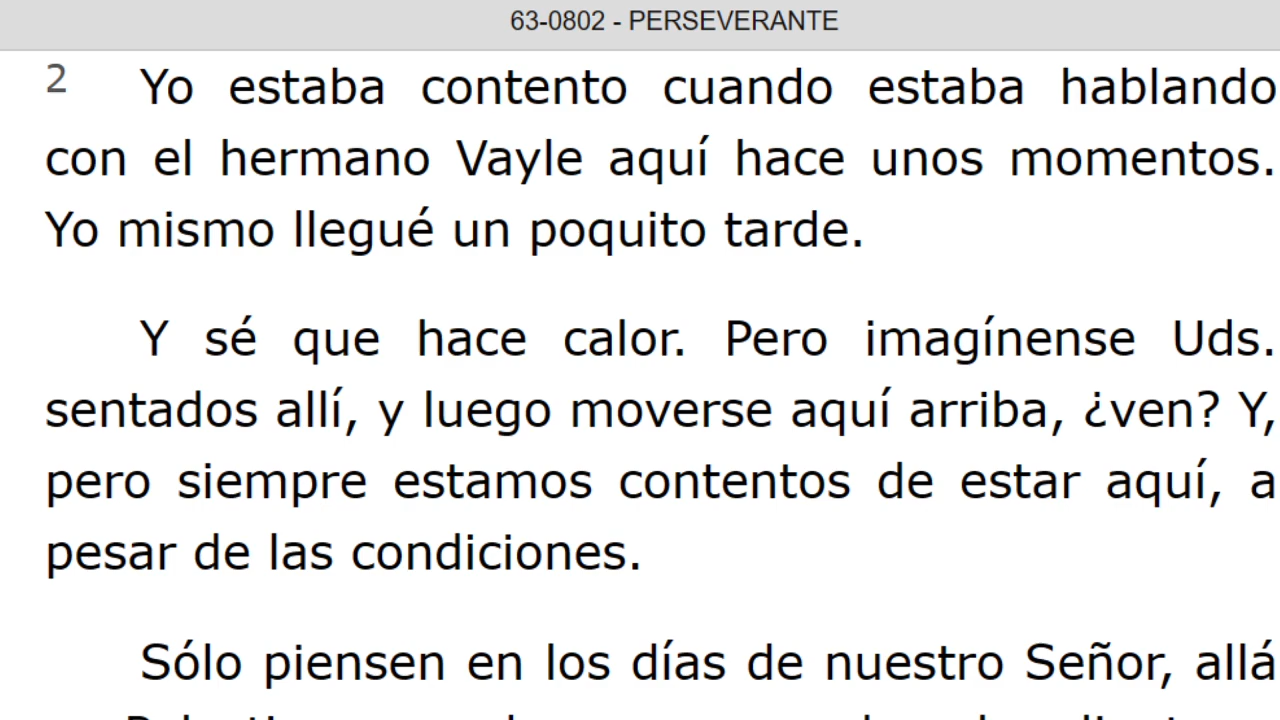 63-0802 - PERSEVERANTE
2 Yo estaba contento cuando estaba hablando
con el hermano Vayle aquí hace unos momentos.
Yo mismo llegué un poquito tarde.
Y sé que hace calor. Pero imagínense Uds.
sentados allí, y luego moverse aquí arriba, ¿ven? Y,
pero siempre estamos contentos de estar aquí, a
pesar de las condiciones.
Sólo piensen en los días de nuestro Señor, allá